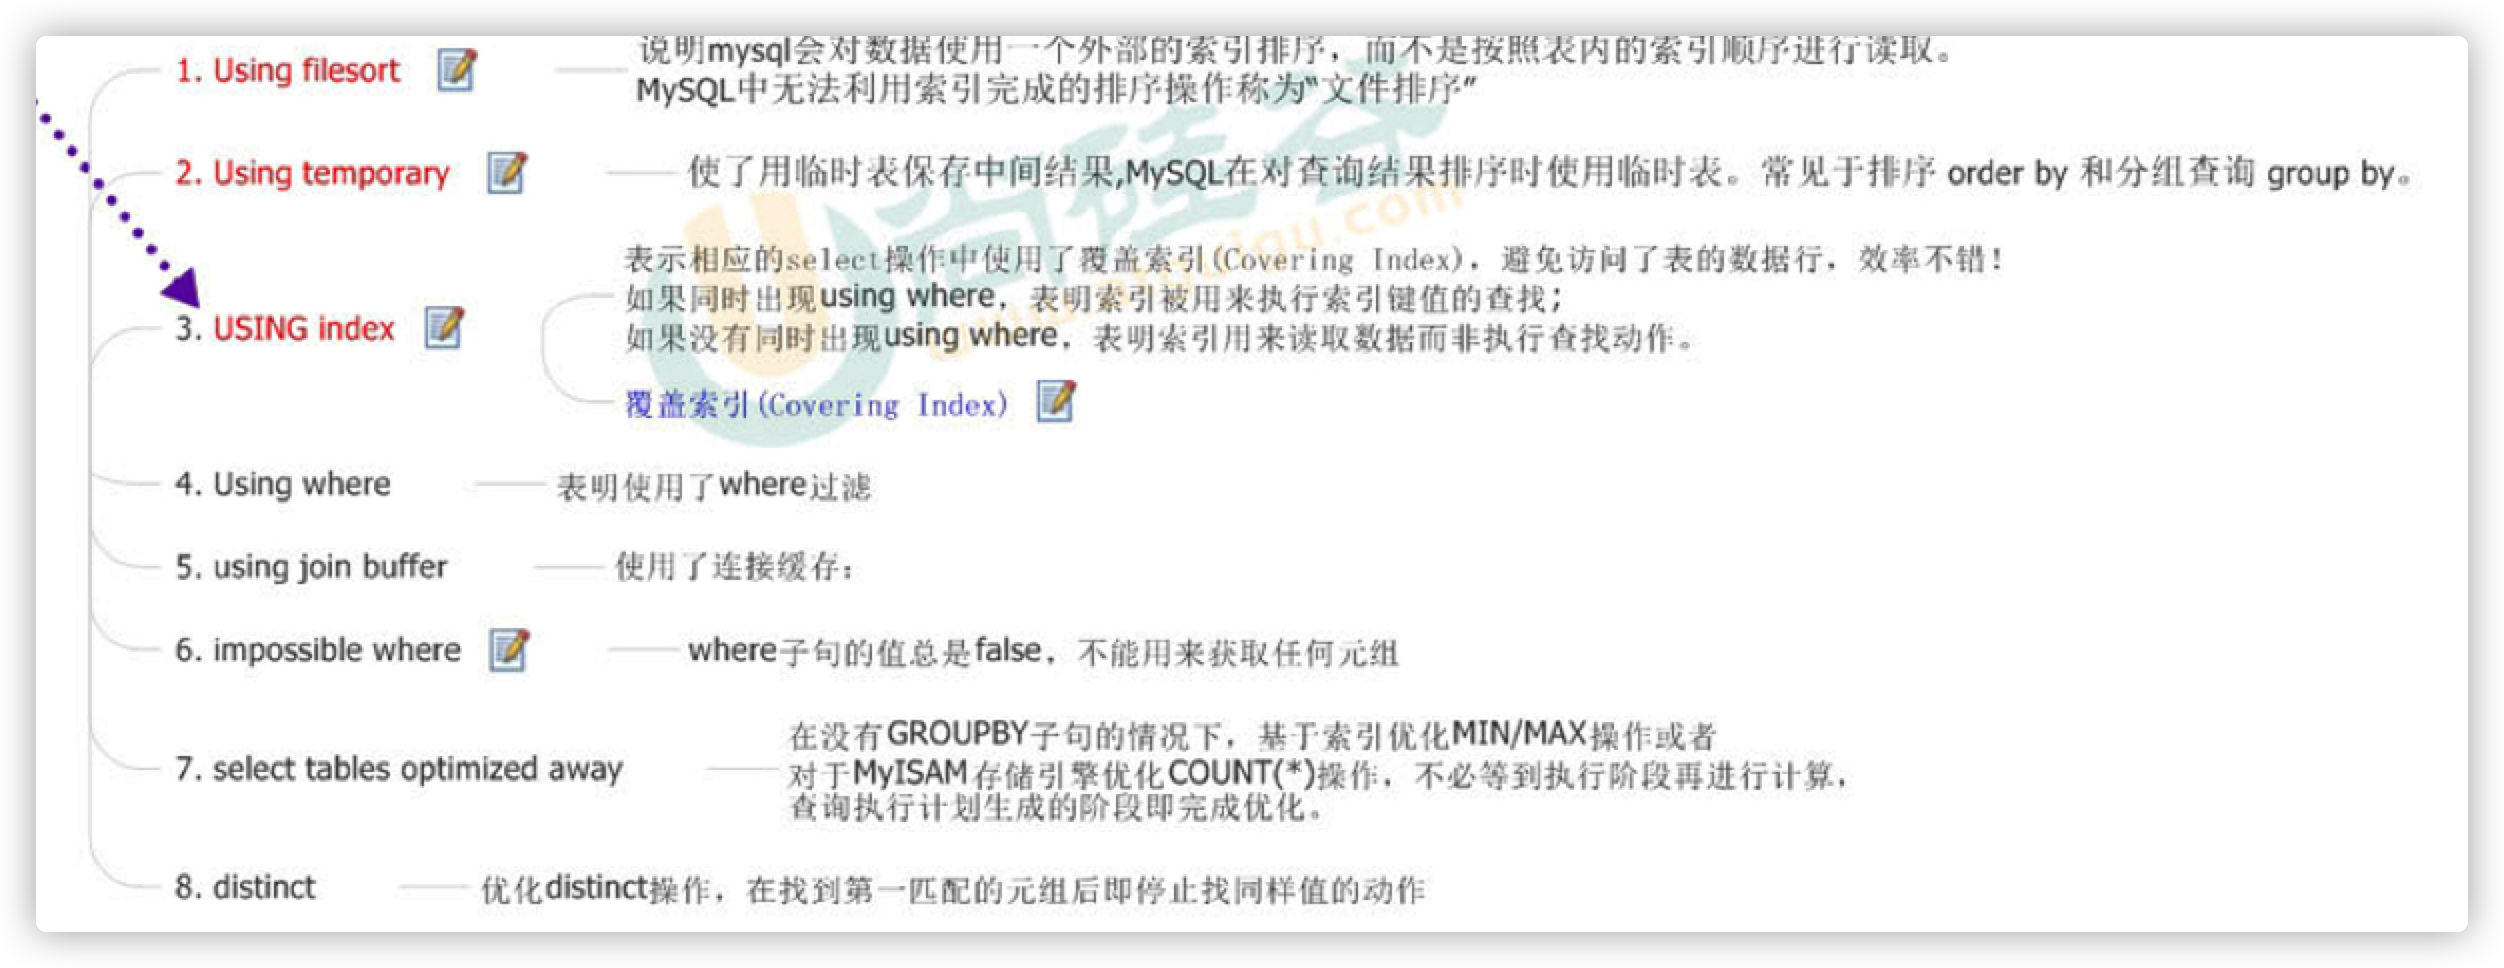 说明mysql会对数据使用一个外部的索引排序，而不是按照表内的索引顺序进行读取。
1. Using filesort
MySQL中无法利用索引完成的排序操作称为“文件排序”
2. Using temporary
使了用临时表保存中间结果,MySQL在对查询结果排序时使用临时表。常见于排序 order by 和分组查询 group by。
表示相应的select操作中使用了覆盖索引(Covering Index)，避免访问了表的数据行，效率不错！
如果同时出现using where，表明索引被用来执行索引键值的查找；
3. USING index
如果没有同时出现using where，表明索引用来读取数据而非执行查找动作。
覆盖索引(Covering Index)
4. Using where
表明使用了where过滤
5. using join buffer
使用了连接缓存：
6. impossible where
where子句的值总是false，不能用来获取任何元组
在没有GROUPBY子句的情况下，基于索引优化MIN/MAX操作或者
7. select tables optimized away
对于MyISAM存储引擎优化COUNT(*)操作，不必等到执行阶段再进行计算，
查询执行计划生成的阶段即完成优化。
8. distinct
优化distinct操作，在找到第一匹配的元组后即停止找同样值的动作
尚硅谷